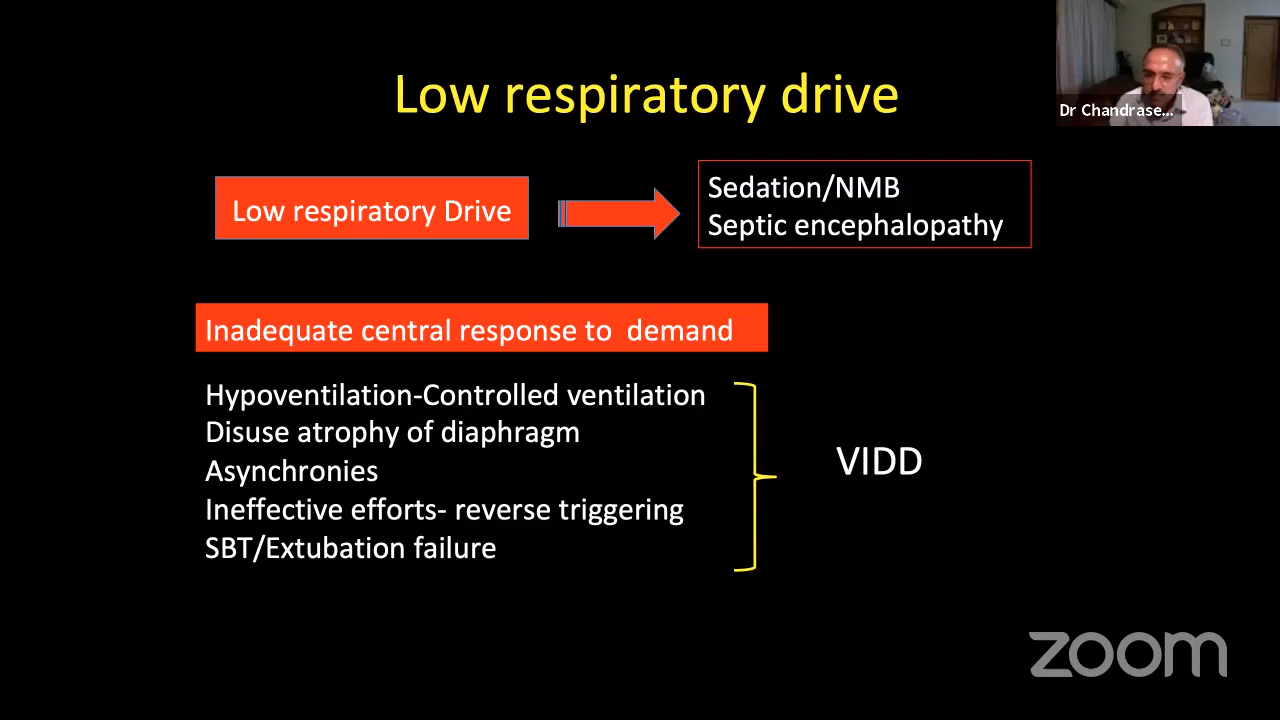 Low respiratory drive
Dr Chandrase...
Low respiratory Drive
Sedation/NMB
Septic encephalopathy
Inadequate central response to  demand
Hypoventilation-Controlled ventilation
Disuse atrophy of diaphragm
Asynchronies
Ineffective efforts- reverse triggering
SBT/Extubation failure
VIDD
zoom